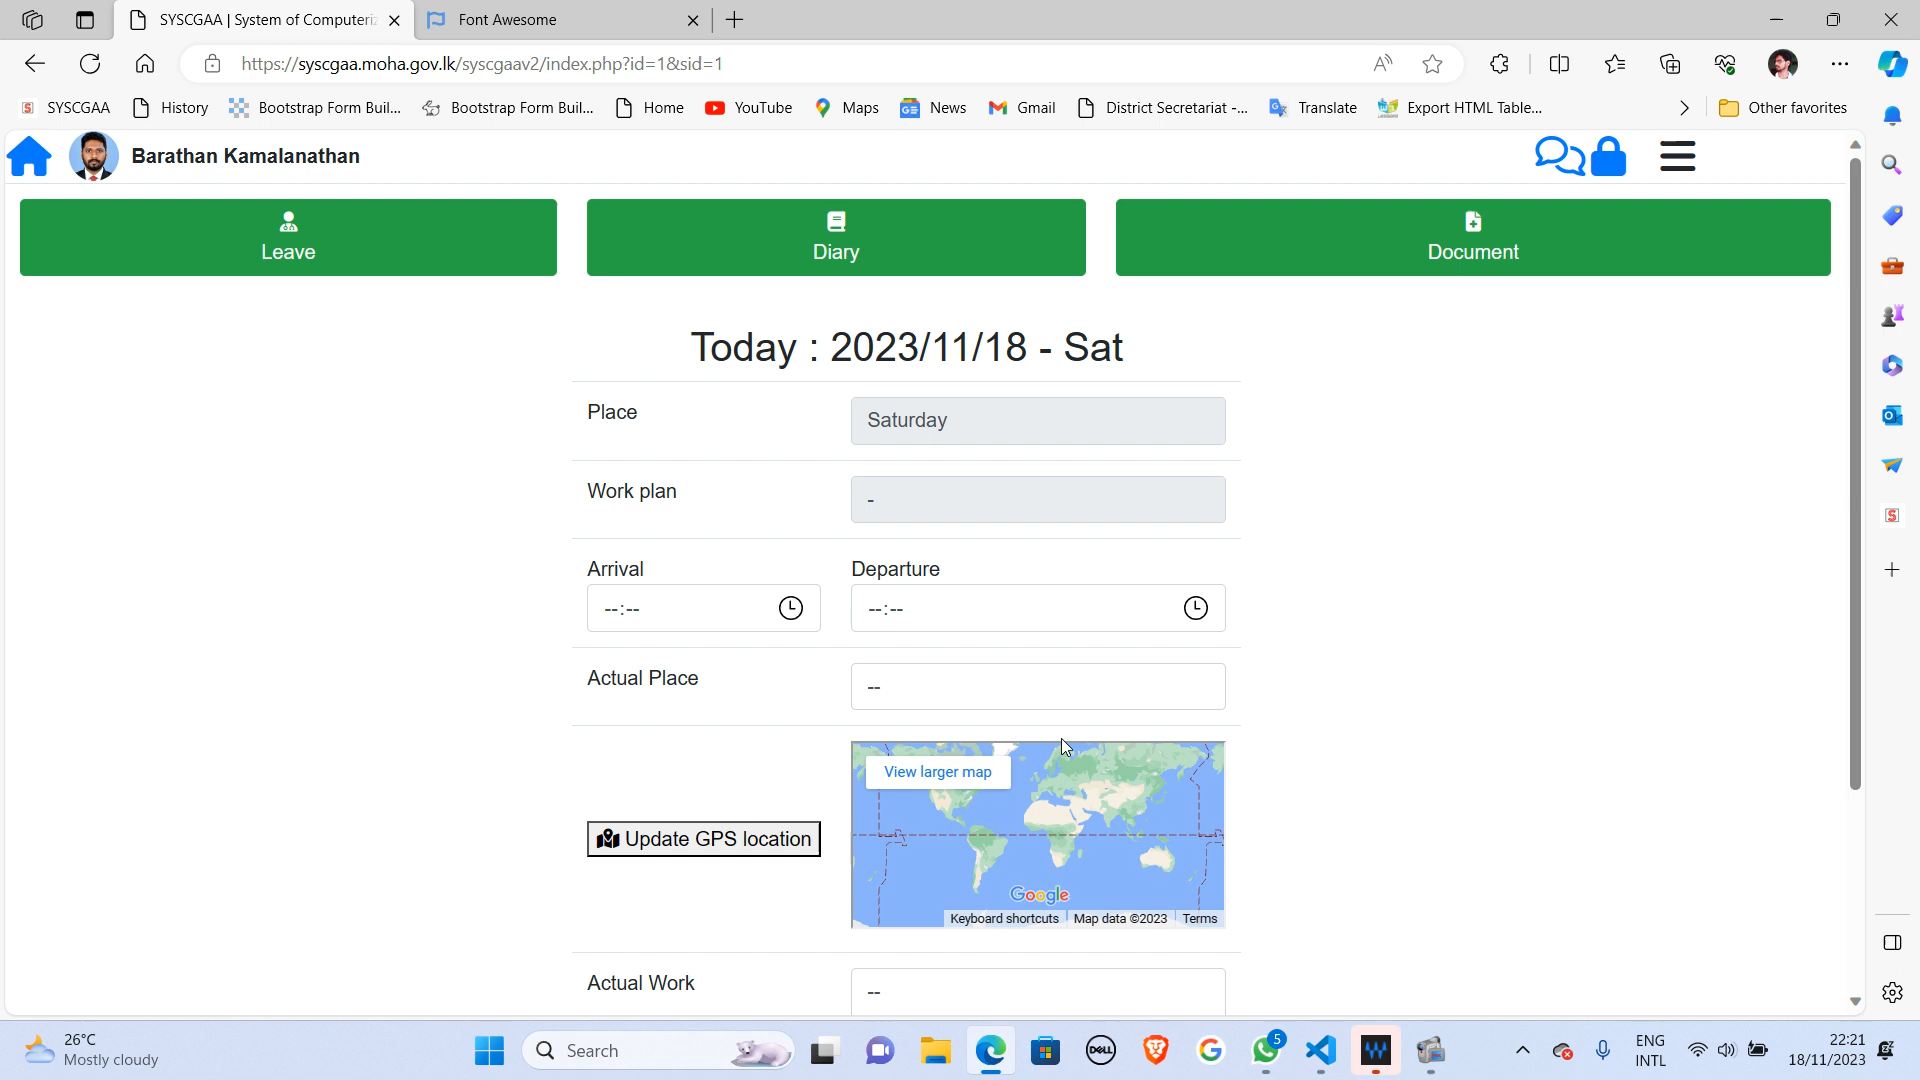 SYSCGAA | System of Computeriz
Font Awesome
https://syscgaa.moha.gov.lk/syscgaav2/index.php?id=1&sid=1
SYSCGAA
History
Bootstrap Form Buil...
Bootstrap Form Buil...
Home
YouTube
Maps
News
Gmail
District Secretariat -...
Translate
Export HTML Table...
Other favorites
Barathan Kamalanathan
Leave
Diary
Document
Today : 2023/11/18 - Sat
Place
Saturday
Work plan
-
Arrival
Departure
--:--
--:--
Actual Place
--
View larger map
Update GPS location
Google
Keyboard shortcuts
Map data ©2023
Terms
Actual Work
--
26°C
Mostly cloudy
Search
DELL
5
ENG
INTL
22:21
18/11/2023